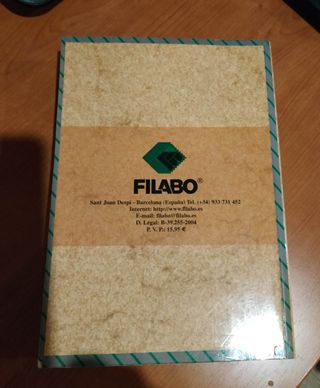 FILABO®
Sant Joan Despí - Barcelona (España) Tel. (+34) 933 731 452
Internet: http://www.filabo.es
E-mail: filabo@filabo.es
D. Legal: B-39.255-2004
P. V. P.: 15,95 €